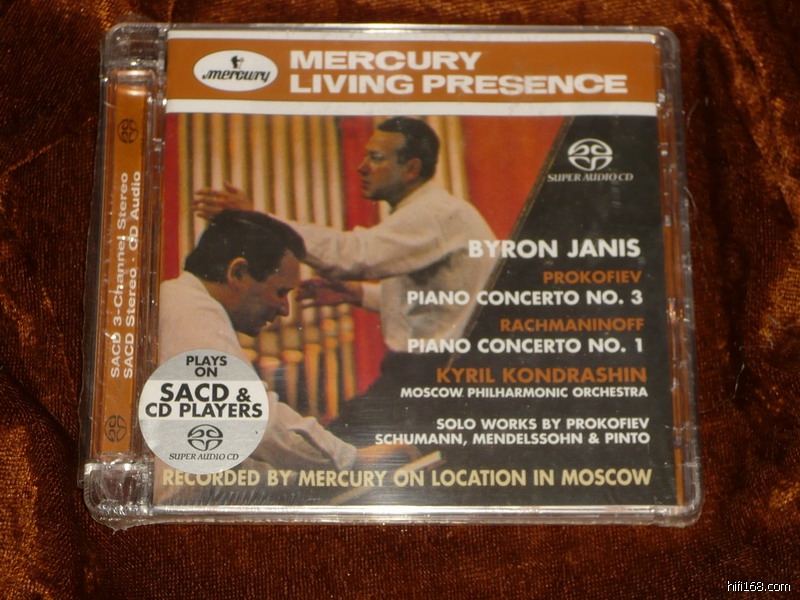 mercury
MERCURY
LIVING PRESENCE
SUPER AUDIO CD
BYRON JANIS
PROKOFIEV
PIANO CONCERTO NO. 3
RACHMANINOFF
PIANO CONCERTO NO. 1
KYRIL KONDRASHIN
MOSCOW PHILHARMONIC ORCHESTRA
SOLO WORKS BY PROKOFIEV
SCHUMANN, MENDELSSOHN & PINTO
RECORDED BY MERCURY ON LOCATION IN MOSCOW
PLAYS
ON
SACD &
CD PLAYERS
SUPER AUDIO CD
SACD 3-Channel Stereo
SACD Stereo · CD Audio
hifi168.com